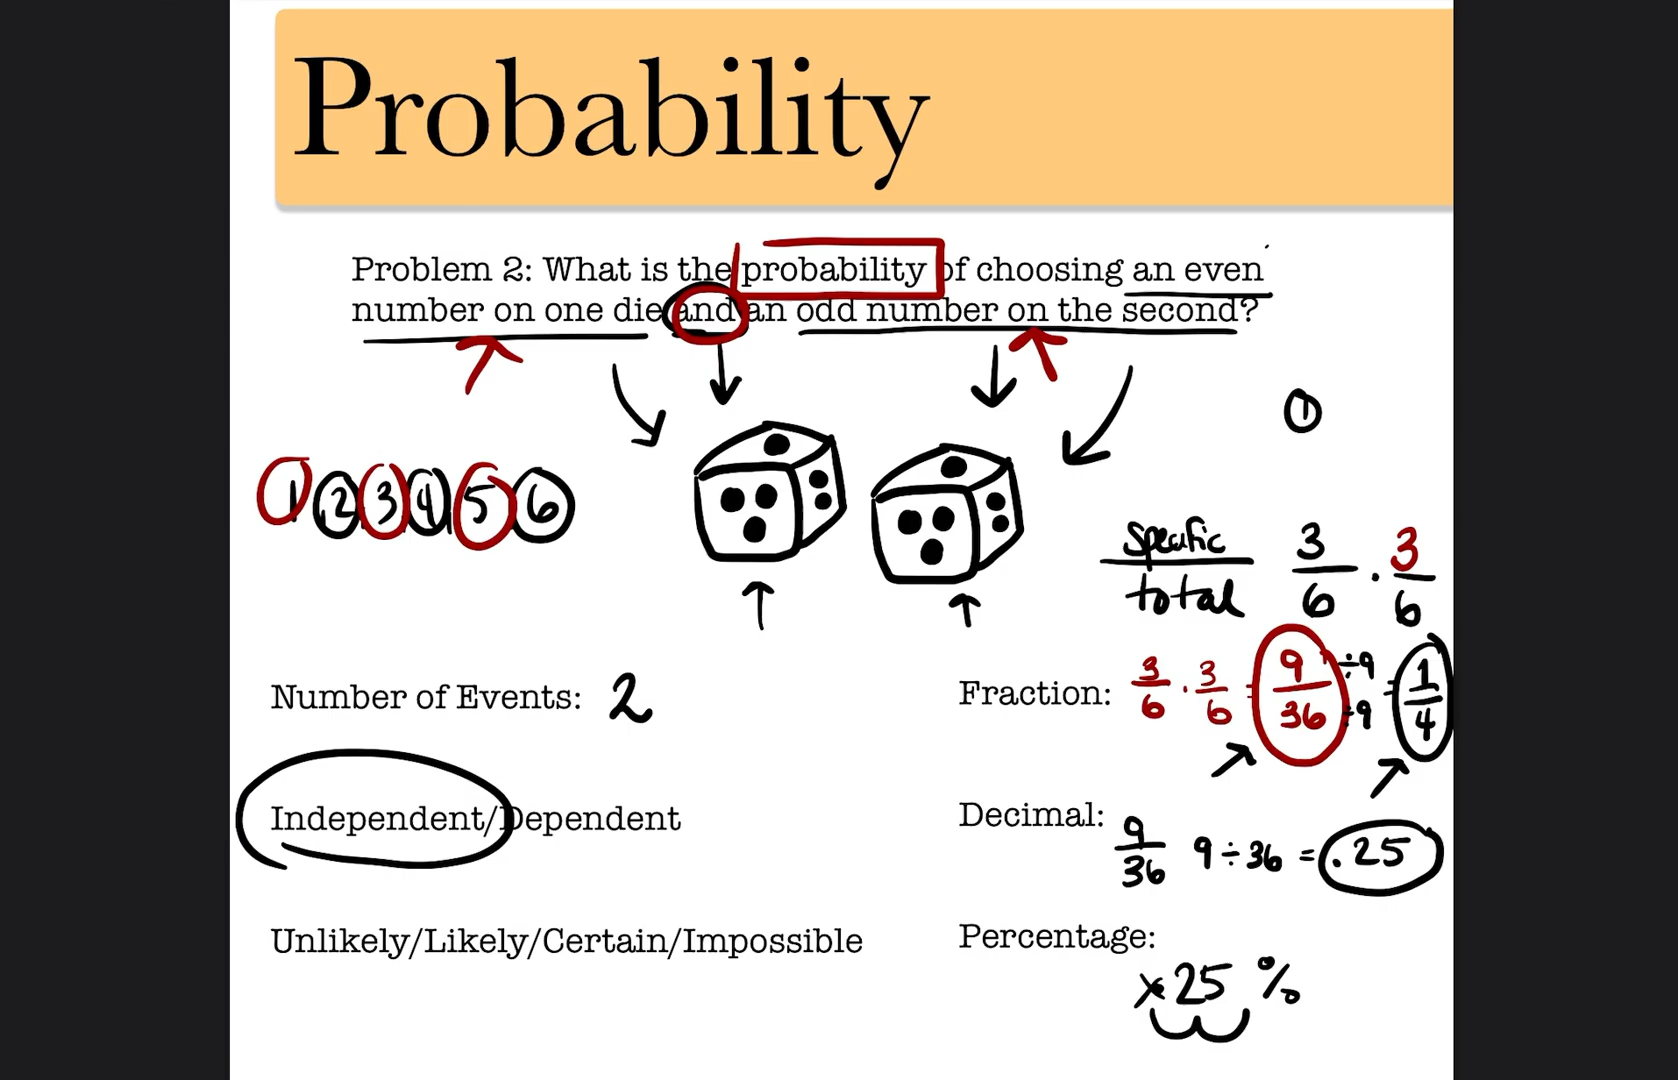 Probability
Problem 2: What is the probability of choosing an even
number on one die and an odd number on the second?
1
1 2 3 4 5 6
specific/total 3/6 · 3/6
Number of Events: 2
Fraction: 3/6 · 3/6 = 9/36 ÷9/÷9 = 1/4
Independent/Dependent
Decimal: 9/36 9 ÷ 36 = .25
Unlikely/Likely/Certain/Impossible
Percentage:
25 %